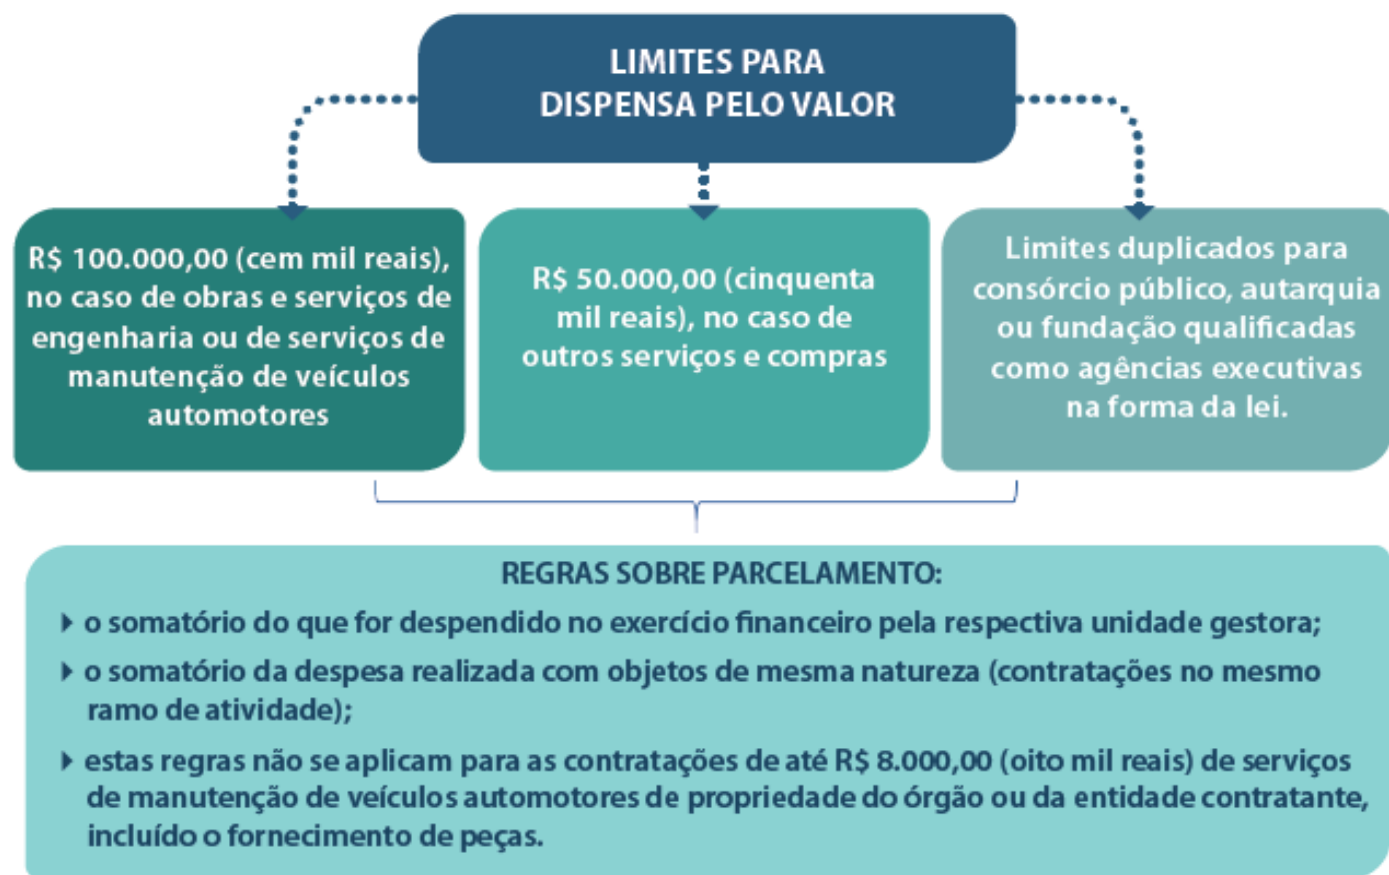 LIMITES PARA
DISPENSA PELO VALOR
R$ 100.000,00 (cem mil reais),
no caso de obras e serviços de
engenharia ou de serviços de
manutenção de veículos
automotores
R$ 50.000,00 (cinquenta
mil reais), no caso de
outros serviços e compras
Limites duplicados para
consórcio público, autarquia
ou fundação qualificadas
como agências executivas
na forma da lei.
REGRAS SOBRE PARCELAMENTO:
o somatório do que for despendido no exercício financeiro pela respectiva unidade gestora;
o somatório da despesa realizada com objetos de mesma natureza (contratações no mesmo
ramo de atividade);
estas regras não se aplicam para as contratações de até R$ 8.000,00 (oito mil reais) de serviços
de manutenção de veículos automotores de propriedade do órgão ou da entidade contratante,
incluído o fornecimento de peças.